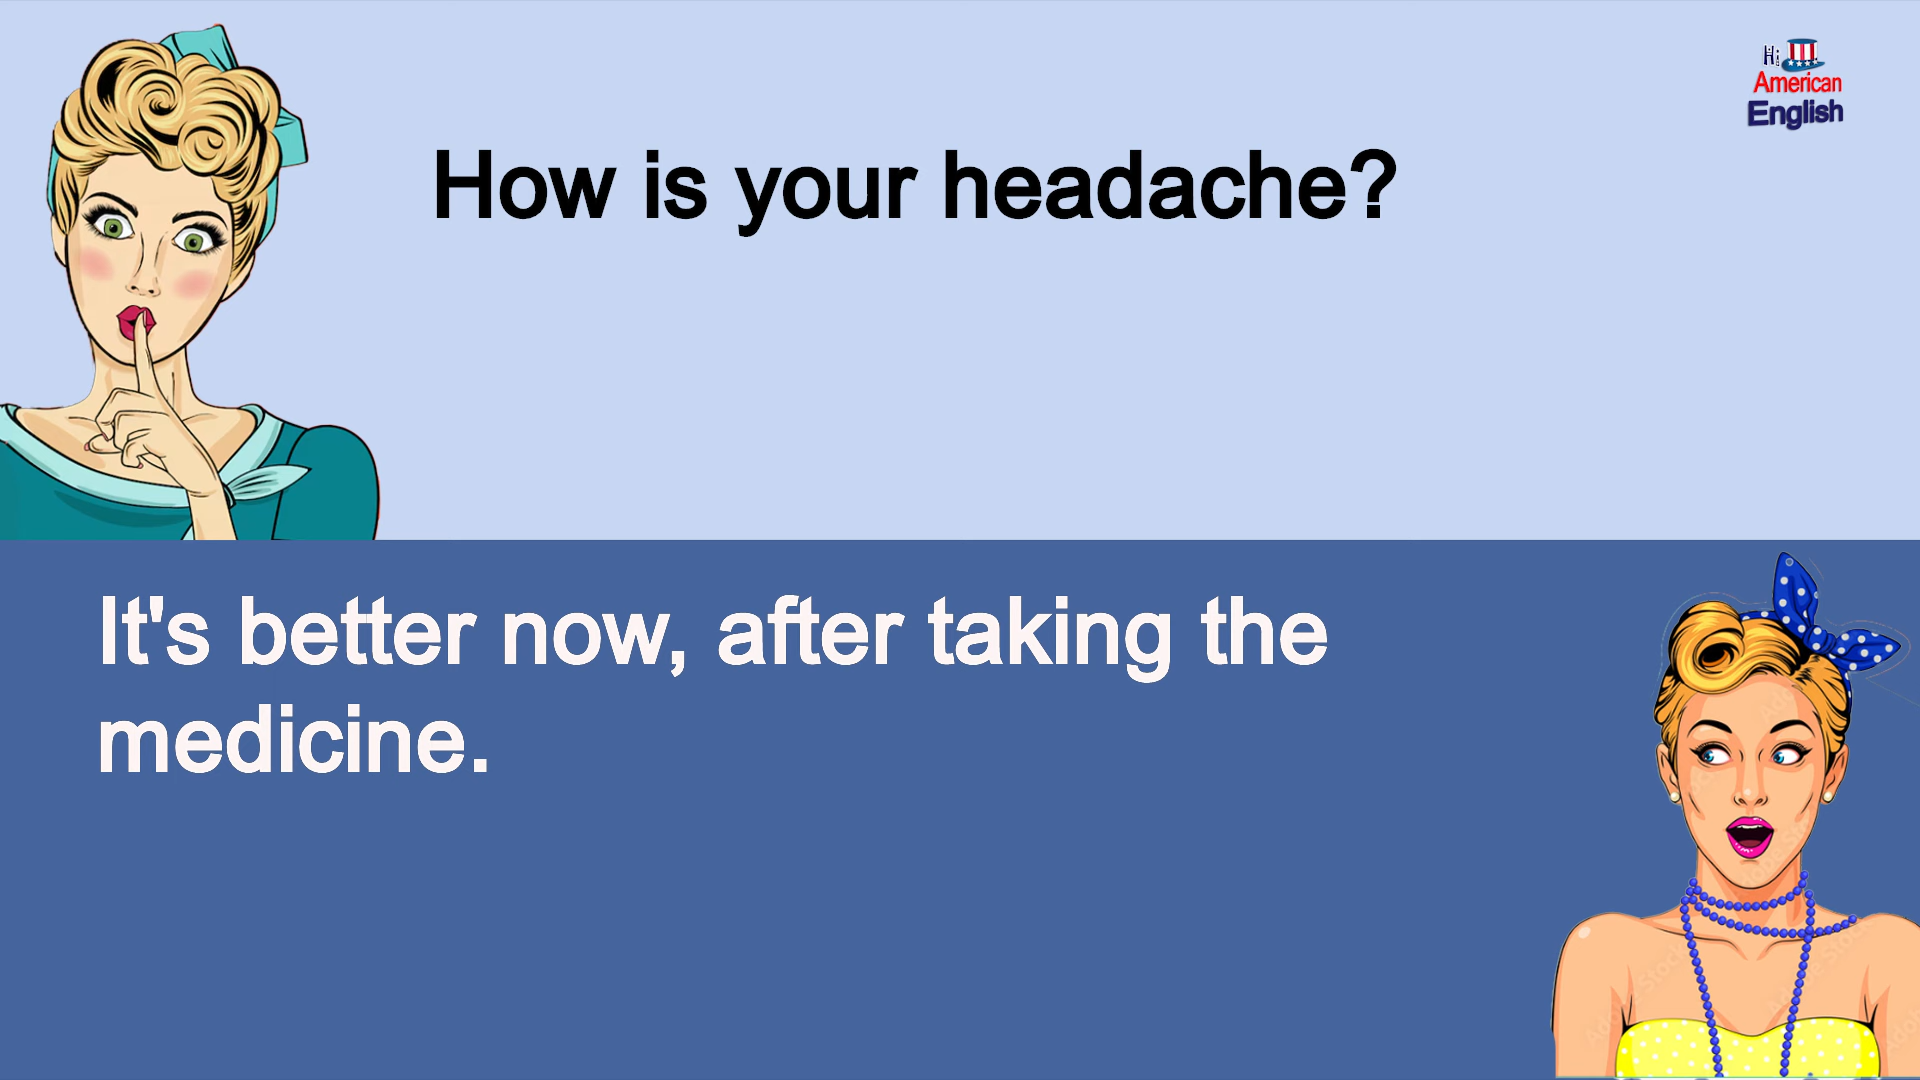 Hi
American
English
How is your headache?
It's better now, after taking the
medicine.